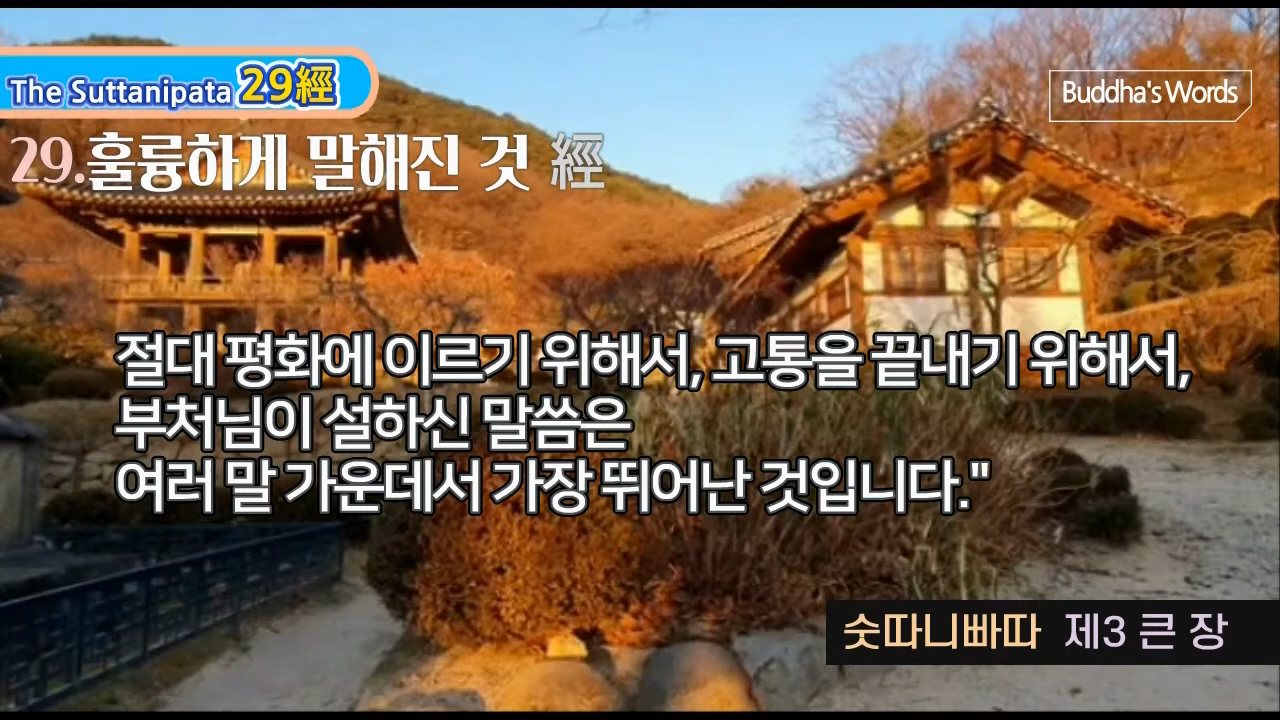 The Suttanipata 29經
Buddha's Words
29.훌륭하게 말해진 것 經
절대 평화에 이르기 위해서, 고통을 끝내기 위해서,
부처님이 설하신 말씀은
여러 말 가운데서 가장 뛰어난 것입니다."
숫따니빠따 제3 큰 장